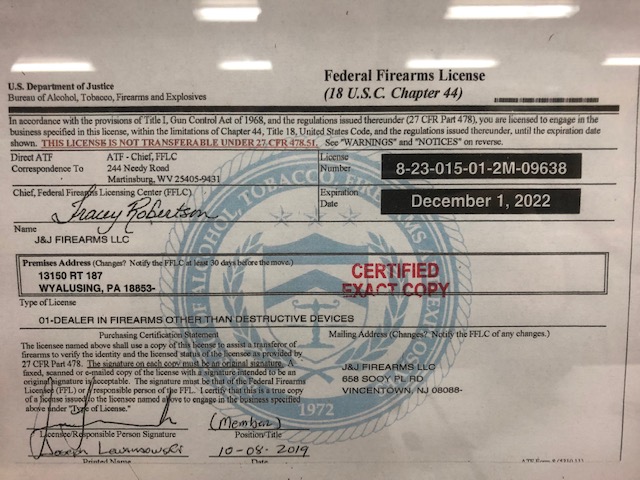 U.S. Department of Justice
Bureau of Alcohol, Tobacco, Firearms and Explosives
Federal Firearms License
(18 U.S.C. Chapter 44)
In accordance with the provisions of Title I, Gun Control Act of 1968, and the regulations issued thereunder (27 CFR Part 478), you are licensed to engage in the
business specified in this license, within the limitations of Chapter 44, Title 18, United States Code, and the regulations issued thereunder, until the expiration date
shown. THIS LICENSE IS NOT TRANSFERABLE UNDER 27 CFR 478.51. See "WARNINGS" and "NOTICES" on reverse.
Direct ATF
Correspondence To
ATF - Chief, FFLC
244 Needy Road
Martinsburg, WV 25405-9431
License
Number
8-23-015-01-2M-09638
Chief, Federal Firearms Licensing Center (FFLC)
Tracey Robertson
Expiration
Date
December 1, 2022
Name
J&J FIREARMS LLC
Premises Address (Changes? Notify the FFLC at least 30 days before the move.)
13150 RT 187
WYALUSING, PA 18853-
CERTIFIED
EXACT COPY
Type of License
01-DEALER IN FIREARMS OTHER THAN DESTRUCTIVE DEVICES
Purchasing Certification Statement
The licensee named above shall use a copy of this license to assist a transferor of
firearms to verify the identity and the licensed status of the licensee as provided by
27 CFR Part 478. The signature on each copy must be an original signature. A
faxed, scanned or e-mailed copy of the license with a signature intended to be an
original signature is acceptable. The signature must be that of the Federal Firearms
Licensee (FFL) or a responsible person of the FFL. I certify that this is a true copy
of a license issued to the licensee named above to engage in the business specified
above under "Type of License."
Mailing Address (Changes? Notify the FFLC of any changes.)
J&J FIREARMS LLC
658 SOOY PL RD
VINCENTOWN, NJ 08088-
(Member)
Licensee/Responsible Person Signature
Position/Title
10-08-2019
Printed Name
Date
1972